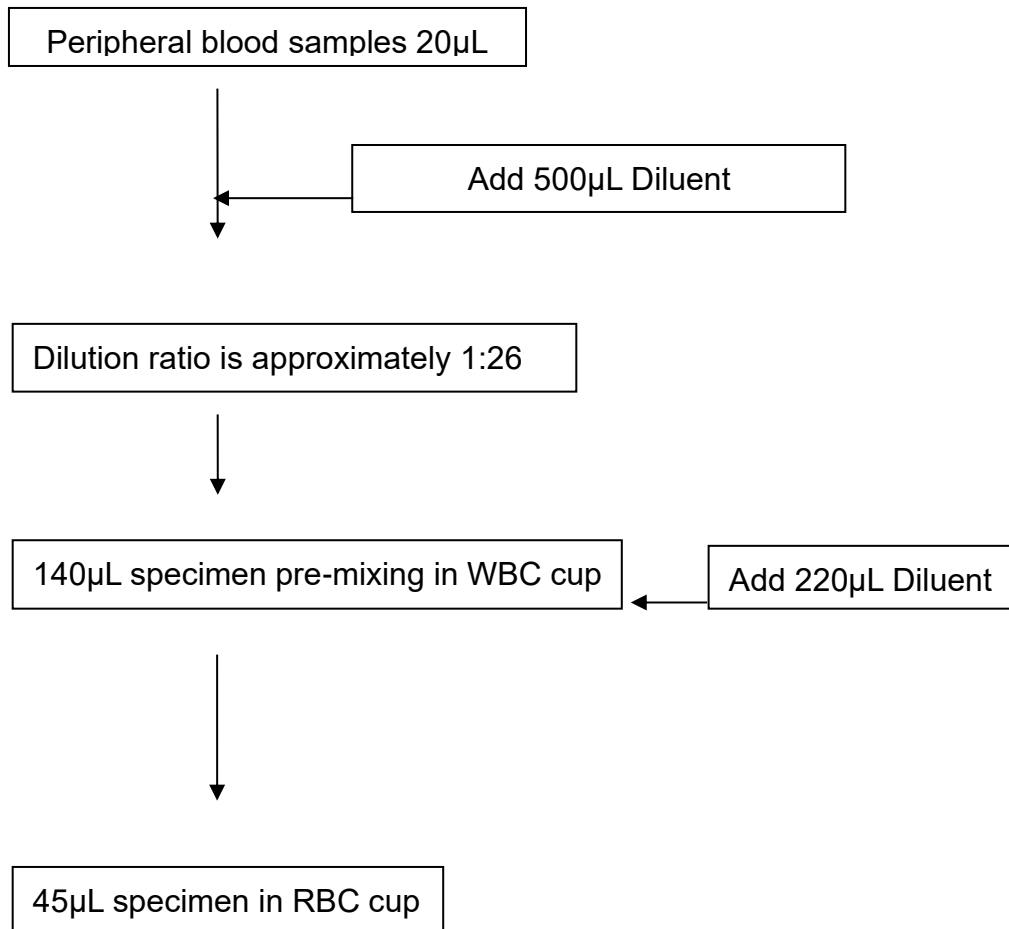 Peripheral blood samples 20µL
Add 500µL Diluent
Dilution ratio is approximately 1:26
140µL specimen pre-mixing in WBC cup
Add 220µL Diluent
45µL specimen in RBC cup